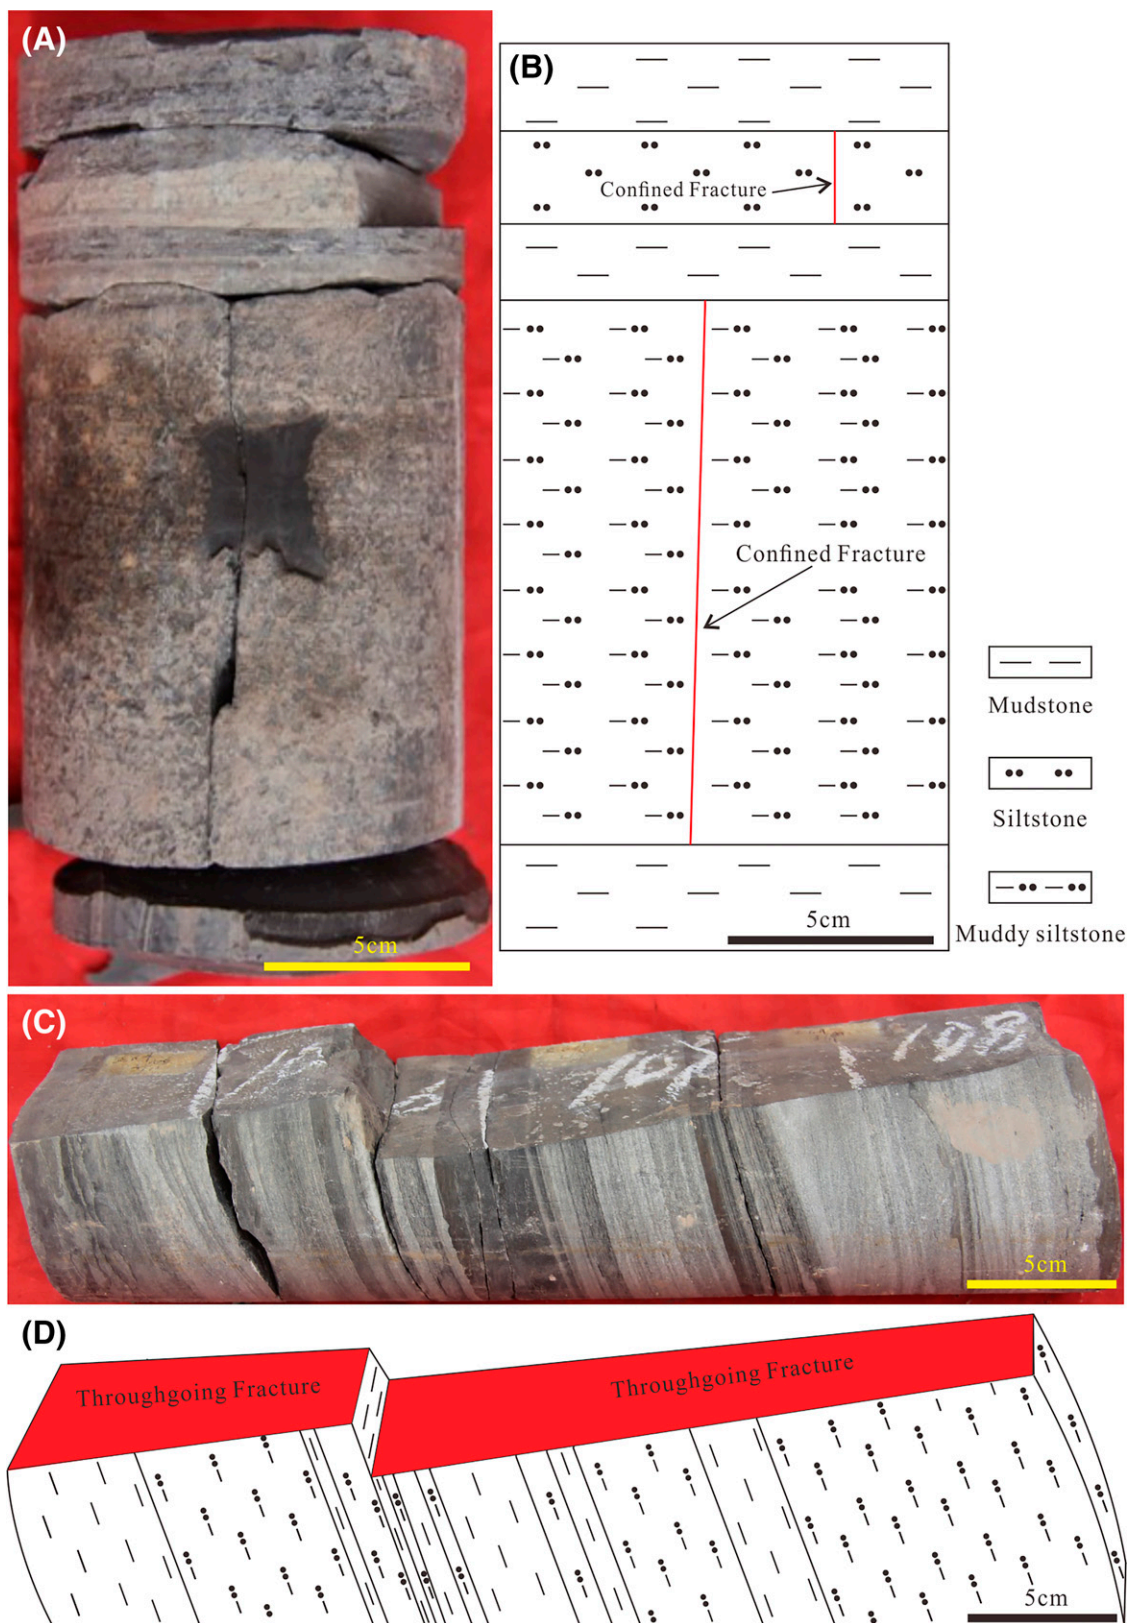 (A)
(B)
Confined Fracture
Confined Fracture
Mudstone
Siltstone
Muddy siltstone
5cm
5cm
(C)
108
5cm
(D)
Throughgoing Fracture
Throughgoing Fracture
5cm